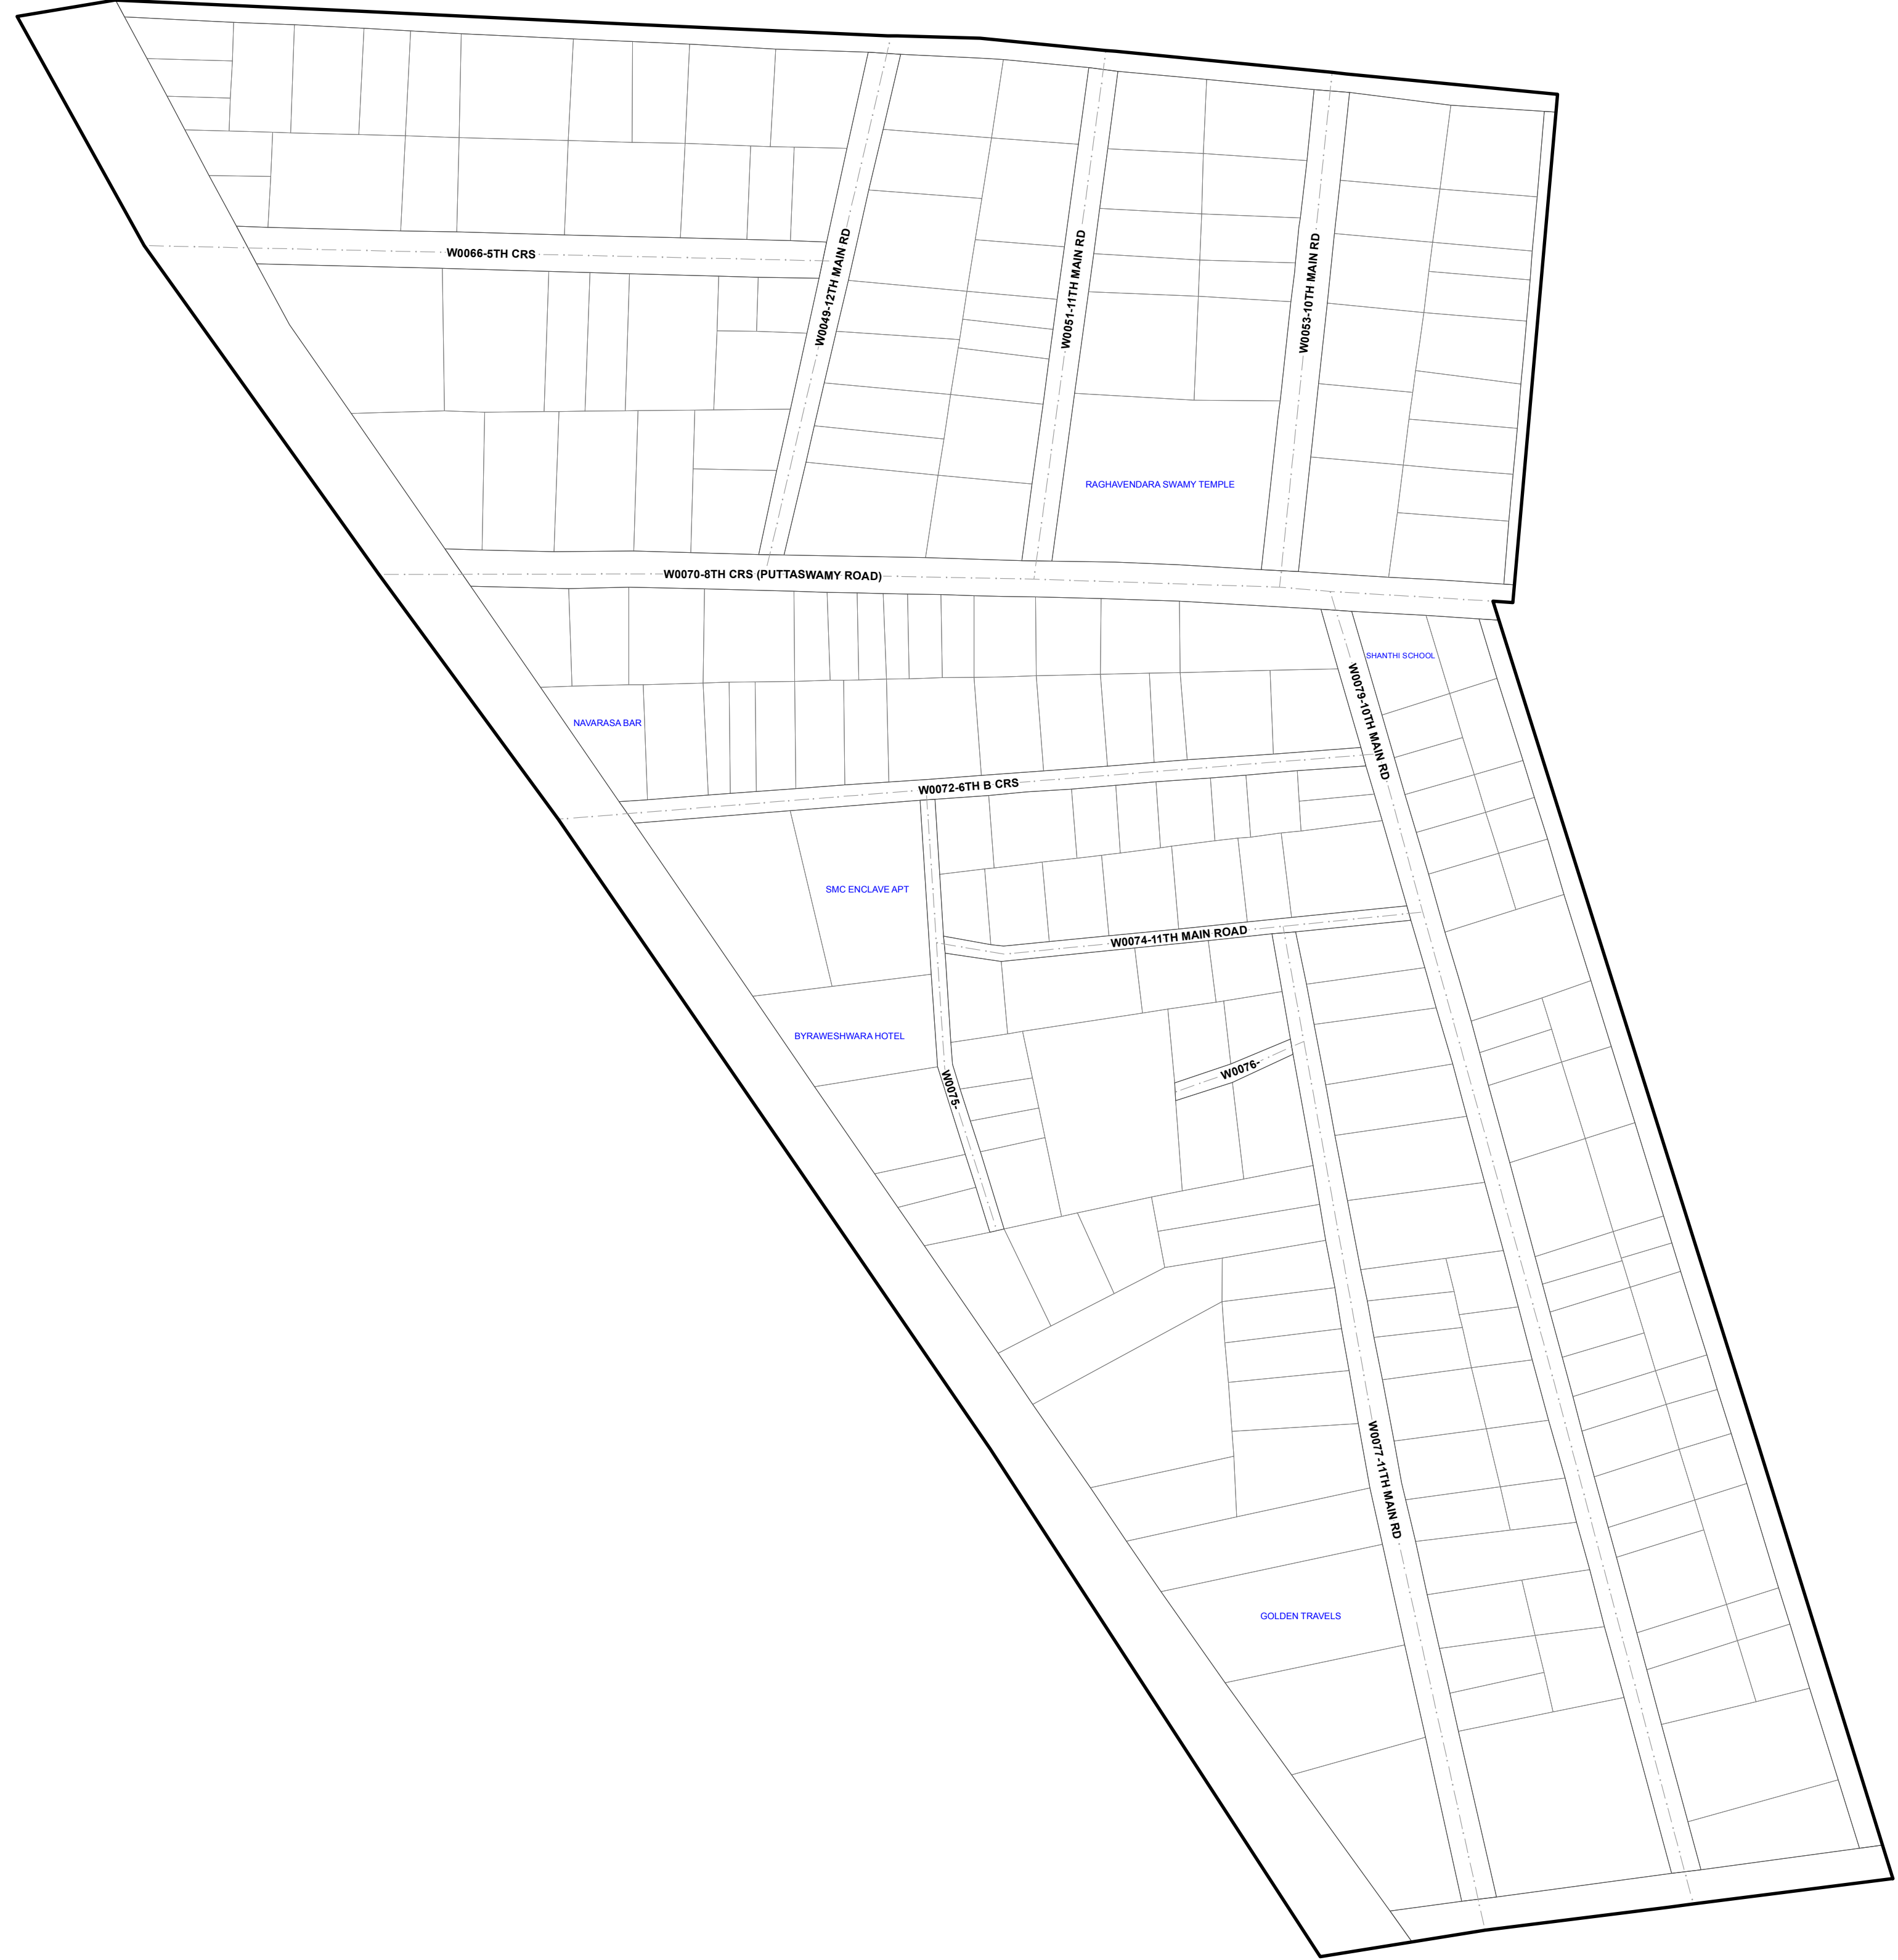 W0066-5TH CRS
W0049-12TH MAIN RD
W0051-11TH MAIN RD
W0053-10TH MAIN RD
RAGHAVENDARA SWAMY TEMPLE
W0070-8TH CRS (PUTTASWAMY ROAD)
SHANTHI SCHOOL
W0079-10TH MAIN RD
NAVARASA BAR
W0072-6TH B CRS
SMC ENCLAVE APT
W0074-11TH MAIN ROAD
BYRAWESHWARA HOTEL
W0076-
W0075-
W0077-11TH MAIN RD
GOLDEN TRAVELS